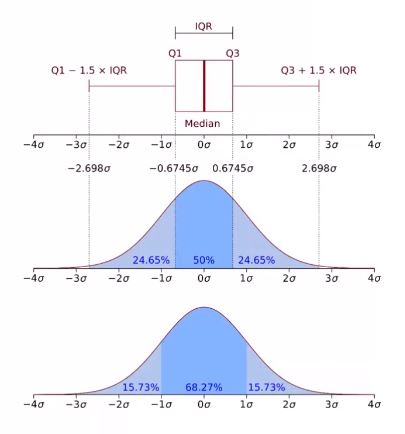 IQR
Q1 Q3
Q1 − 1.5 × IQR Q3 + 1.5 × IQR
Median
−4σ −3σ −2σ −1σ 0σ 1σ 2σ 3σ 4σ
−2.698σ −0.6745σ 0.6745σ 2.698σ
24.65% 50% 24.65%
−4σ −3σ −2σ −1σ 0σ 1σ 2σ 3σ 4σ
15.73% 68.27% 15.73%
−4σ −3σ −2σ −1σ 0σ 1σ 2σ 3σ 4σ